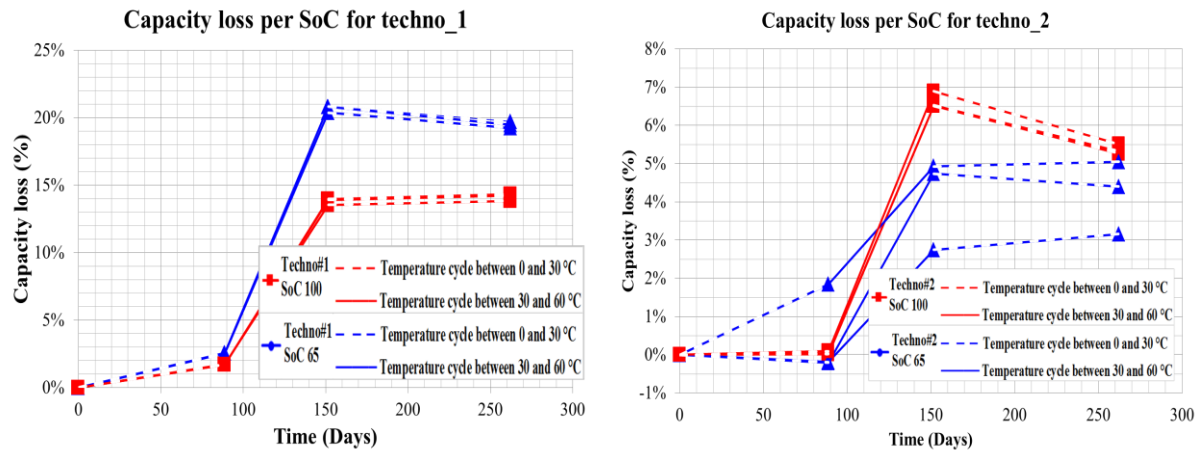 Capacity loss per SoC for techno_1
Capacity loss (%)
25%
20%
15%
10%
5%
0%
Techno#1
SoC 100
Temperature cycle between 0 and 30 °C
Temperature cycle between 30 and 60 °C
Techno#1
SoC 65
Temperature cycle between 0 and 30 °C
Temperature cycle between 30 and 60 °C
0 50 100 150 200 250 300
Time (Days)
Capacity loss per SoC for techno_2
Capacity loss (%)
8%
7%
6%
5%
4%
3%
2%
1%
0%
-1%
Techno#2
SoC 100
Temperature cycle between 0 and 30 °C
Temperature cycle between 30 and 60 °C
Techno#2
SoC 65
Temperature cycle between 0 and 30 °C
Temperature cycle between 30 and 60 °C
0 50 100 150 200 250 300
Time (Days)